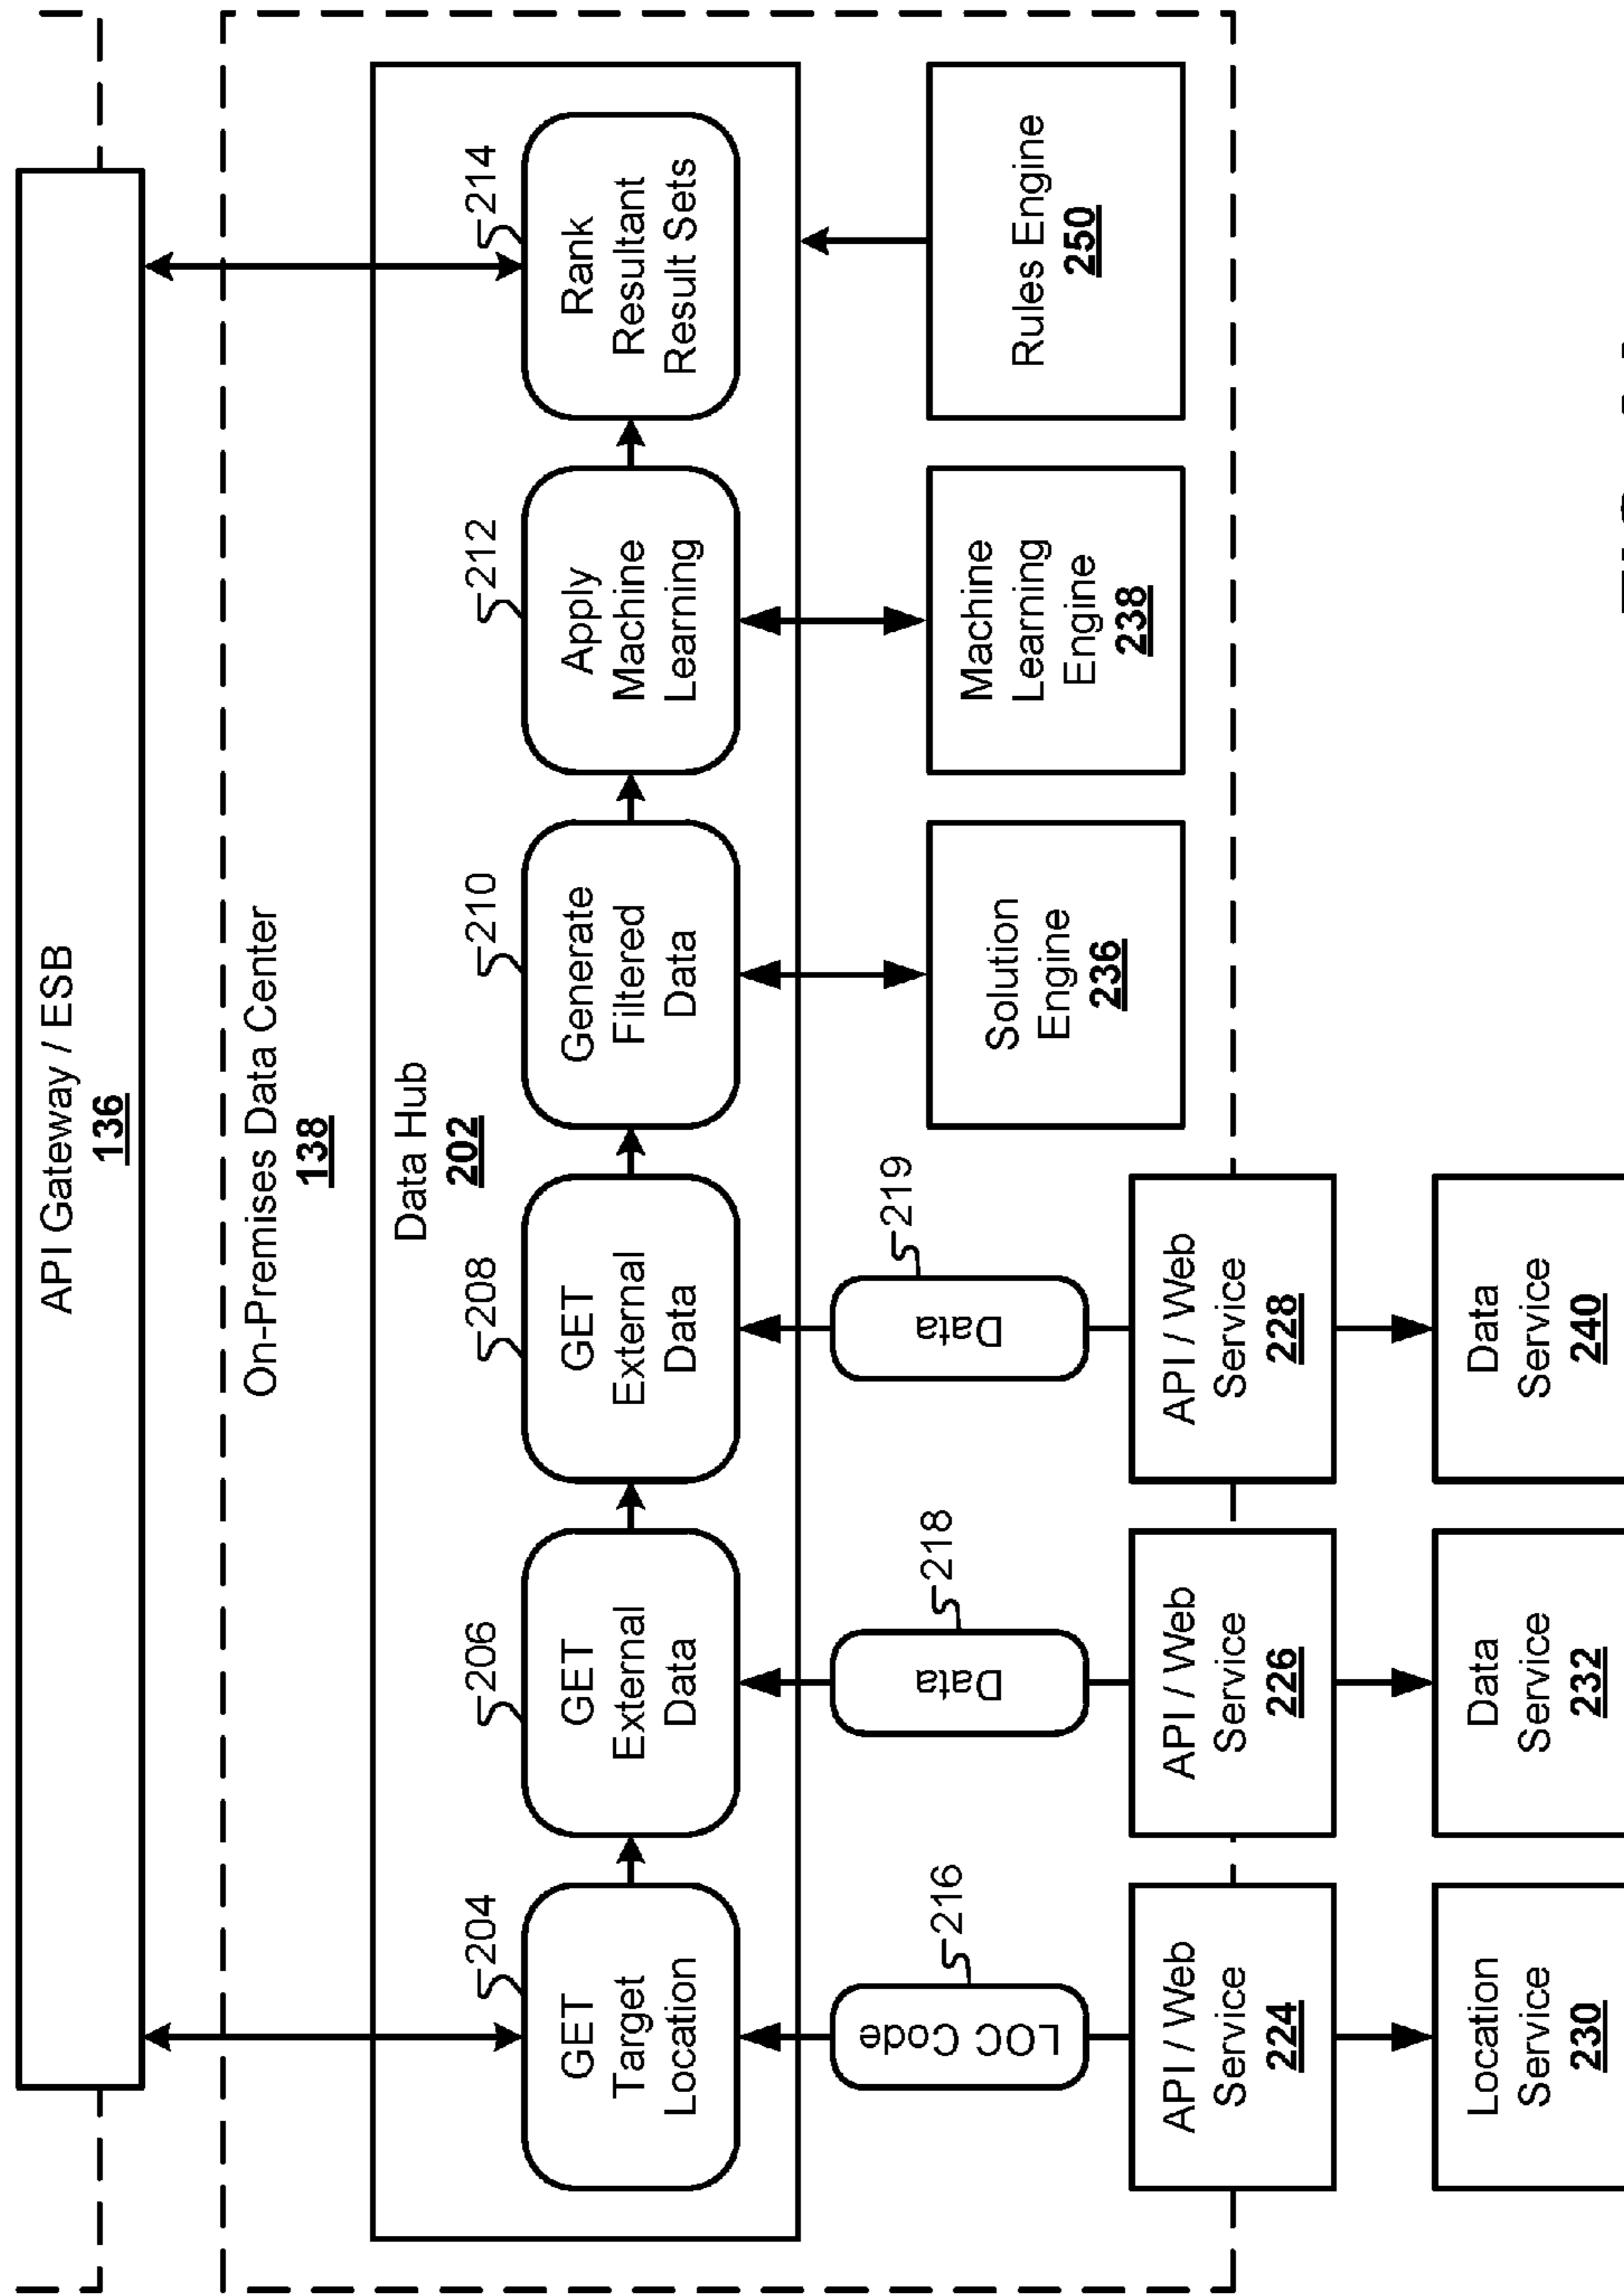 API Gateway / ESB
136
On-Premises Data Center
138
Data Hub
202
204
GET
Target
Location
206
GET
External
Data
208
GET
External
Data
210
Generate
Filtered
Data
212
Apply
Machine
Learning
214
Rank
Resultant
Result Sets
216
LOC Code
218
Data
219
Data
Solution
Engine
236
Machine
Learning
Engine
238
Rules Engine
250
API / Web
Service
224
API / Web
Service
226
API / Web
Service
228
Location
Service
230
Data
Service
232
Data
Service
240